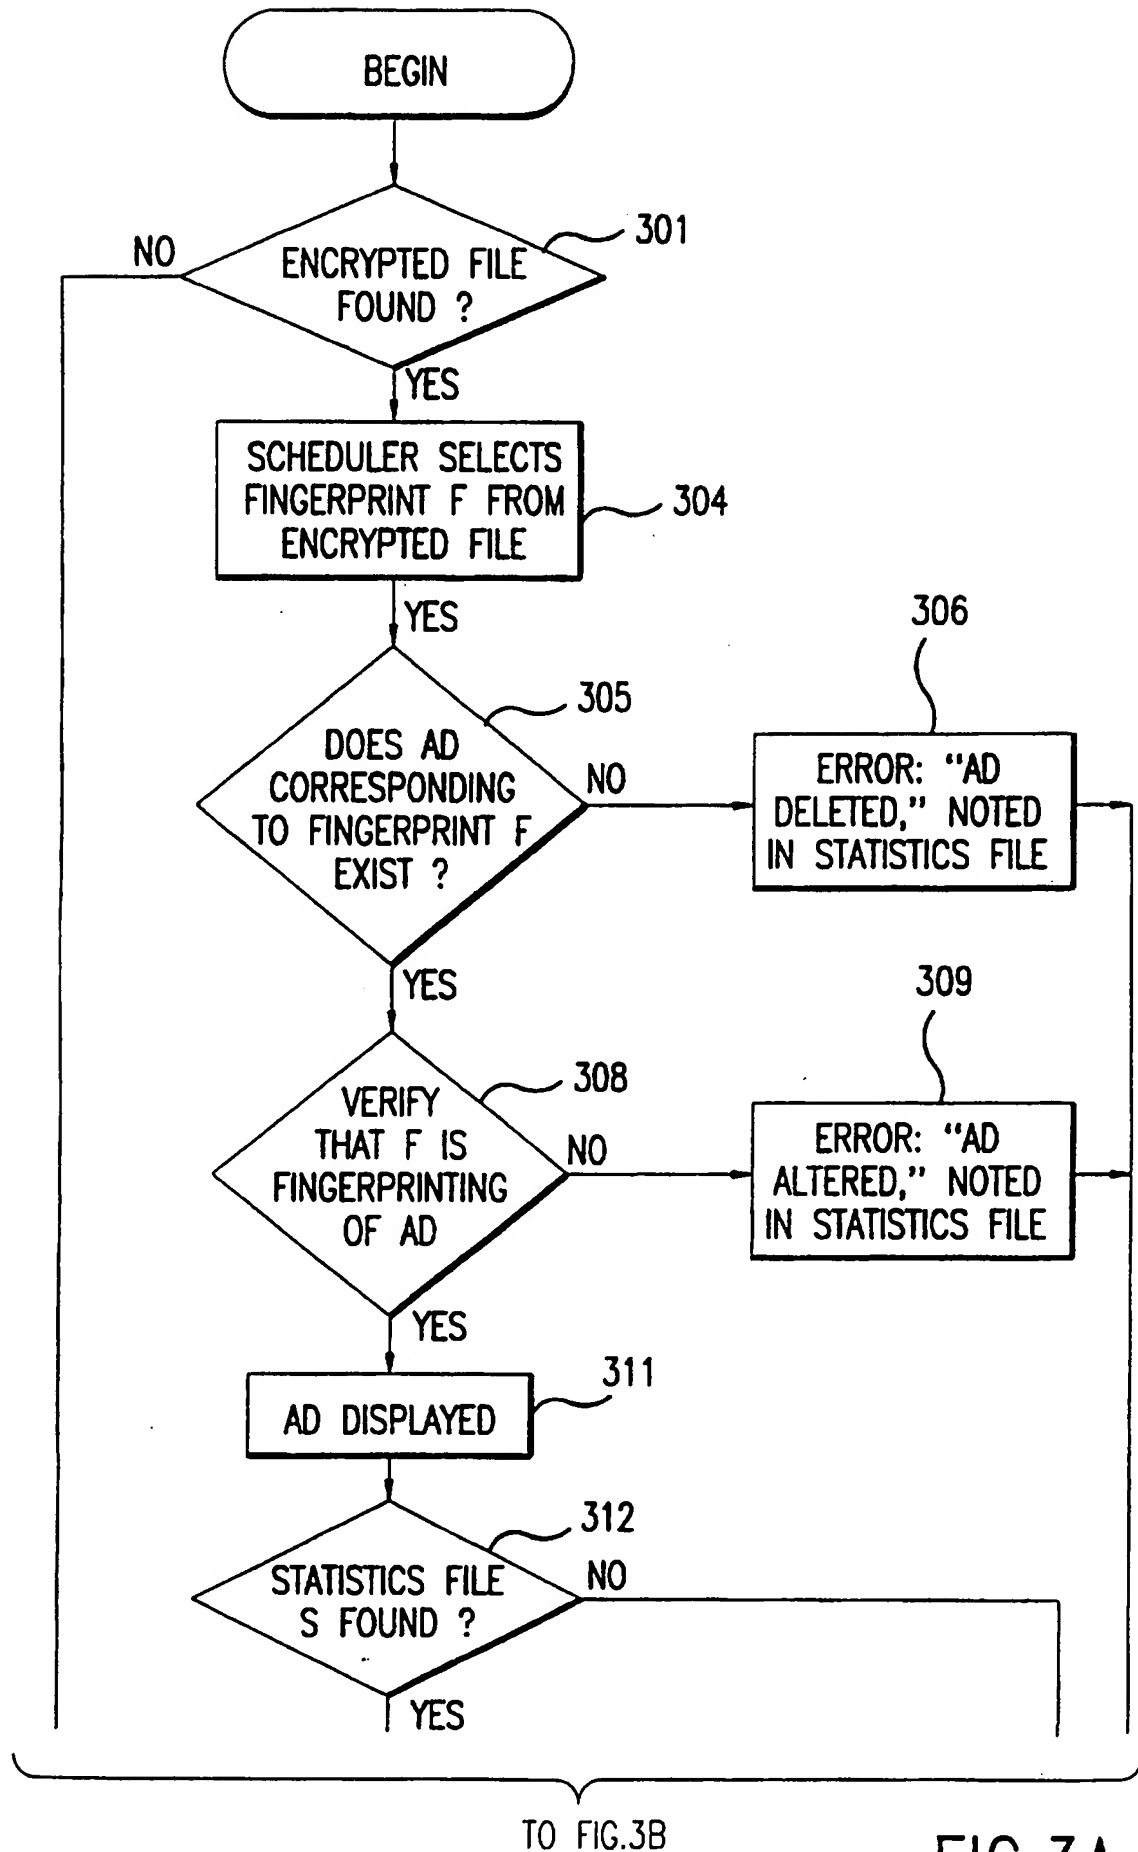 BEGIN
301
NO
ENCRYPTED FILE
FOUND ?
YES
SCHEDULER SELECTS
FINGERPRINT F FROM
ENCRYPTED FILE
304
YES
306
305
DOES AD
CORRESPONDING
TO FINGERPRINT F
EXIST ?
NO
ERROR: “AD
DELETED,” NOTED
IN STATISTICS FILE
YES
309
308
VERIFY
THAT F IS
FINGERPRINTING
OF AD
NO
ERROR: “AD
ALTERED,” NOTED
IN STATISTICS FILE
YES
311
AD DISPLAYED
312
STATISTICS FILE
S FOUND ?
NO
YES
TO FIG.3B
FIG.3A